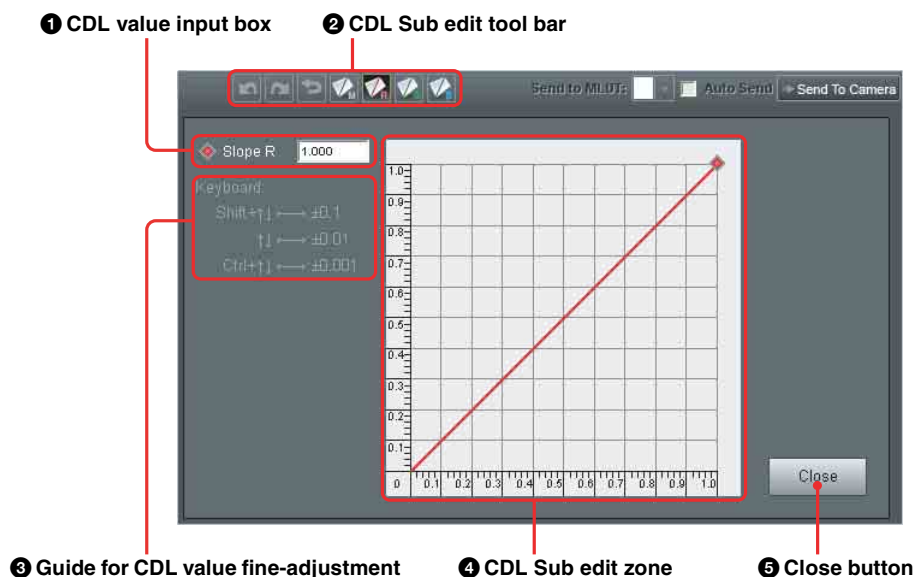 ❶ CDL value input box ❷ CDL Sub edit tool bar
M R G B Send to MLUT: Auto Send Send To Camera
Slope R 1.000
Keyboard:
Shift+↑↓ ←→ ±0.1
↑↓ ←→ ±0.01
Ctrl+↑↓ ←→ ±0.001
1.0
0.9
0.8
0.7
0.6
0.5
0.4
0.3
0.2
0.1
0 0.1 0.2 0.3 0.4 0.5 0.6 0.7 0.8 0.9 1.0
Close
❸ Guide for CDL value fine-adjustment ❹ CDL Sub edit zone ❺ Close button